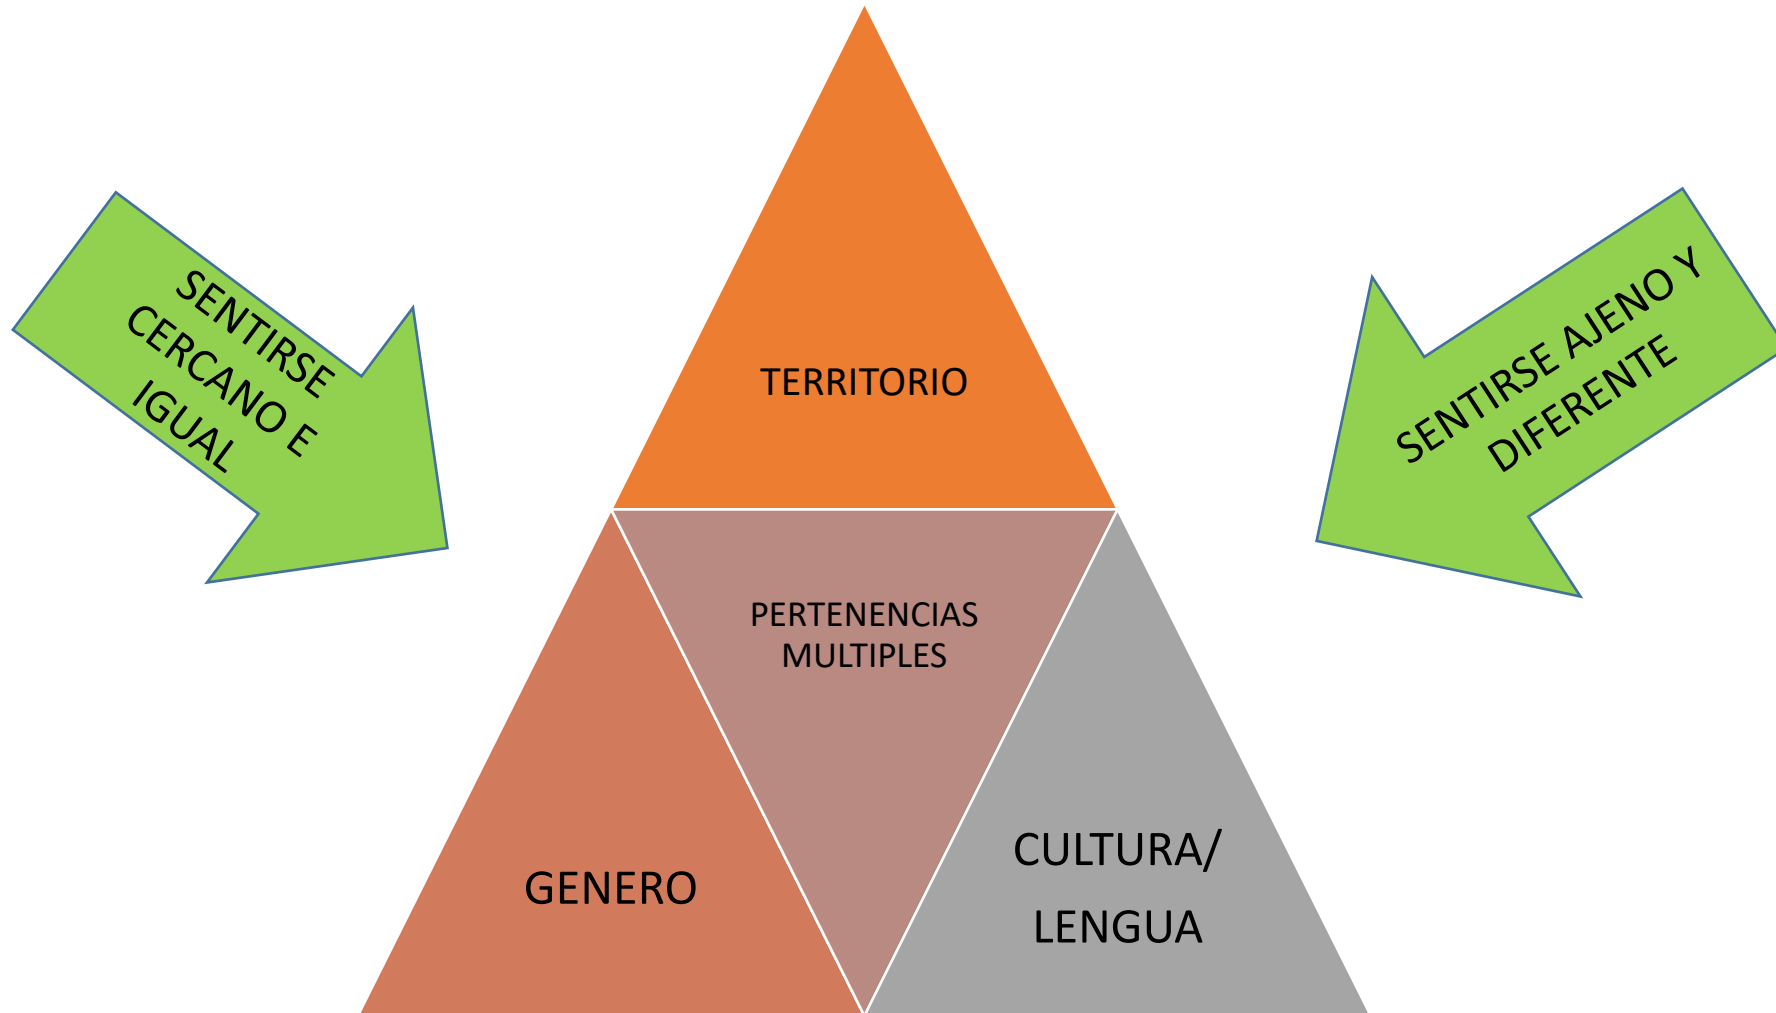 SENTIRSE
CERCANO E
IGUAL
TERRITORIO
SENTIRSE AJENO Y
DIFERENTE
PERTENENCIAS
MULTIPLES
GENERO
CULTURA/
LENGUA